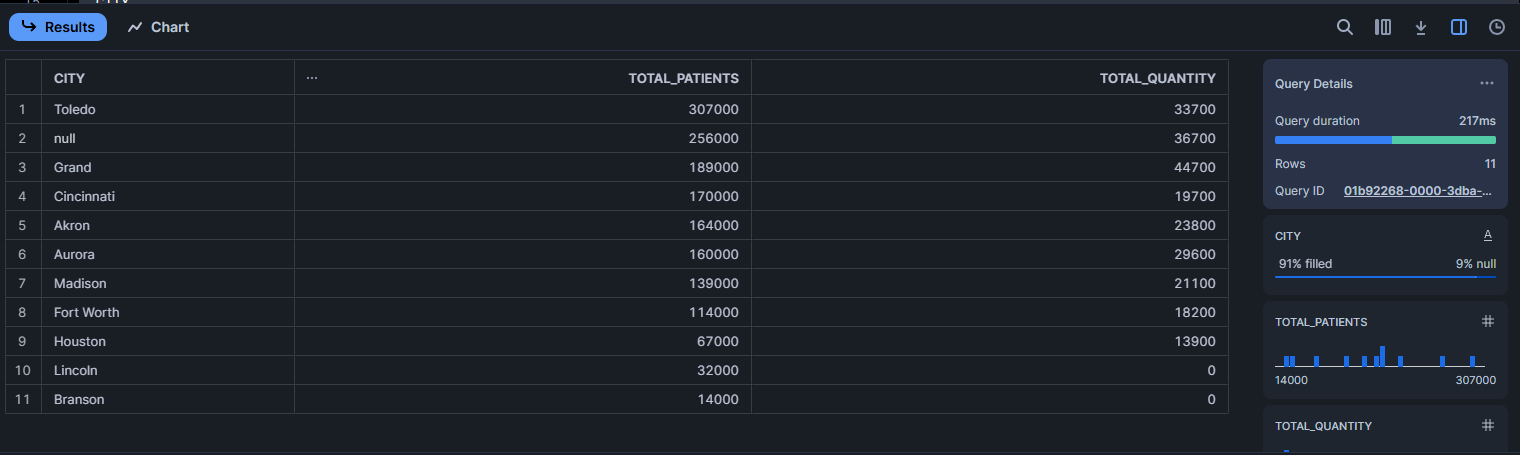 Results Chart
CITY ... TOTAL_PATIENTS TOTAL_QUANTITY
1 Toledo 307000 33700
2 null 256000 36700
3 Grand 189000 44700
4 Cincinnati 170000 19700
5 Akron 164000 23800
6 Aurora 160000 29600
7 Madison 139000 21100
8 Fort Worth 114000 18200
9 Houston 67000 13900
10 Lincoln 32000 0
11 Branson 14000 0
Query Details ...
Query duration 217ms
Rows 11
Query ID 01b92268-0000-3dba-...
CITY A
91% filled 9% null
TOTAL_PATIENTS #
14000 307000
TOTAL_QUANTITY #